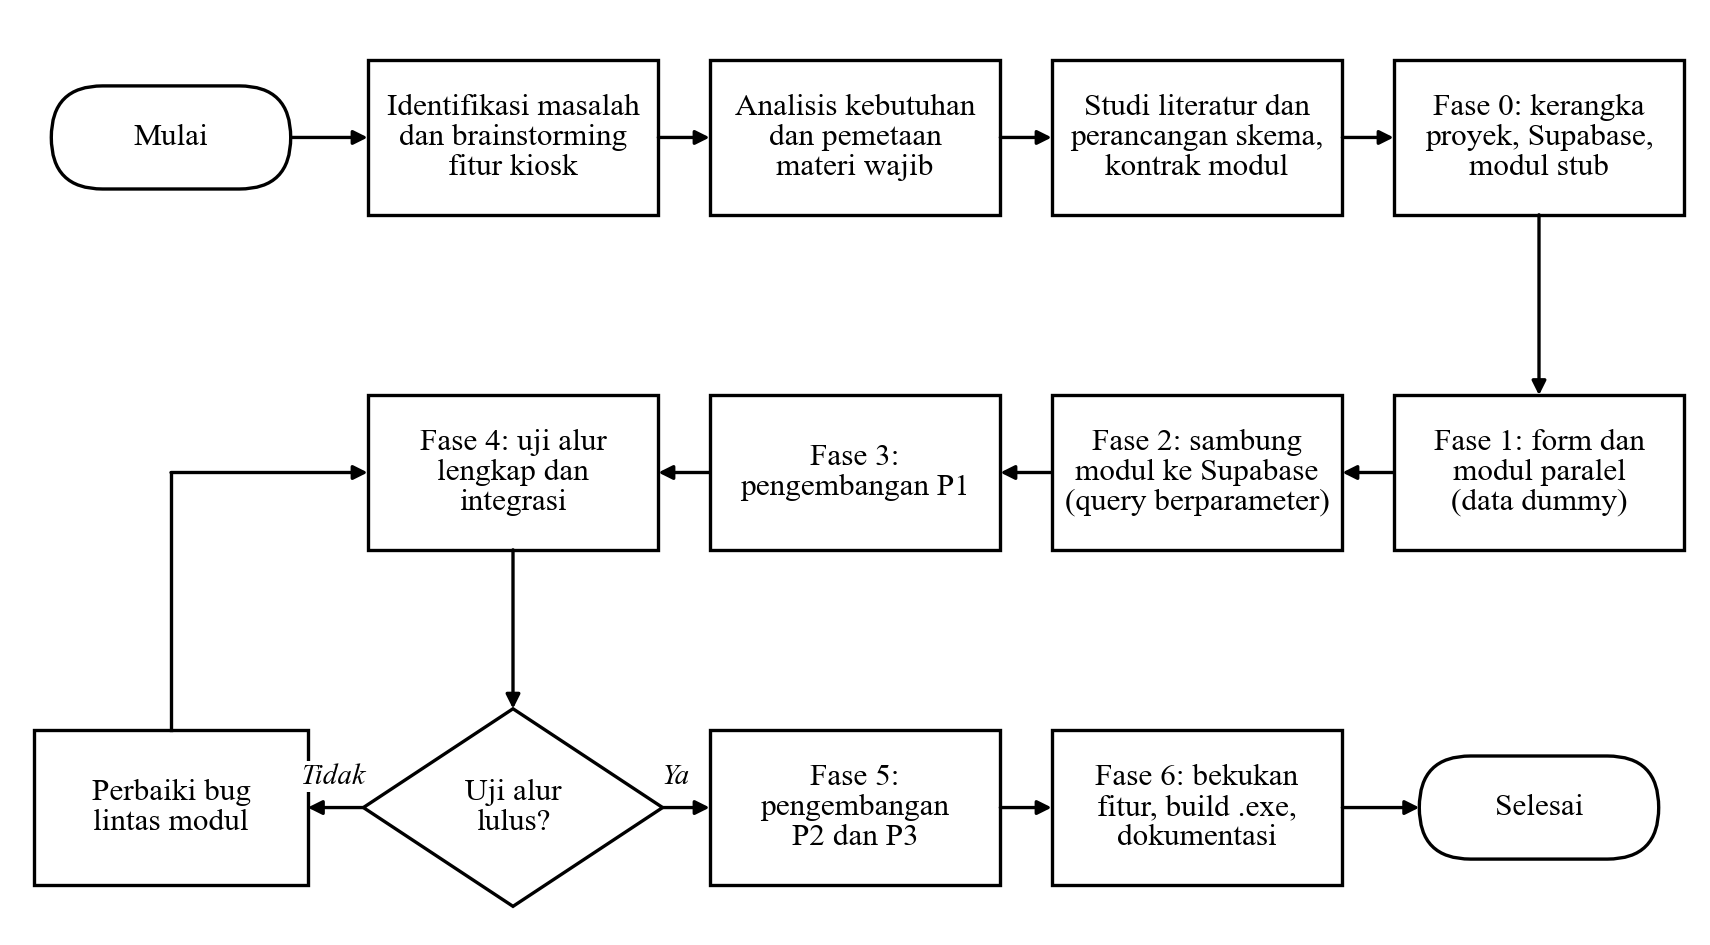 Mulai
Identifikasi masalah
dan brainstorming
fitur kiosk
Analisis kebutuhan
dan pemetaan
materi wajib
Studi literatur dan
perancangan skema,
kontrak modul
Fase 0: kerangka
proyek, Supabase,
modul stub
Fase 1: form dan
modul paralel
(data dummy)
Fase 2: sambung
modul ke Supabase
(query berparameter)
Fase 3:
pengembangan P1
Fase 4: uji alur
lengkap dan
integrasi
Uji alur
lulus?
Tidak
Perbaiki bug
lintas modul
Ya
Fase 5:
pengembangan
P2 dan P3
Fase 6: bekukan
fitur, build .exe,
dokumentasi
Selesai